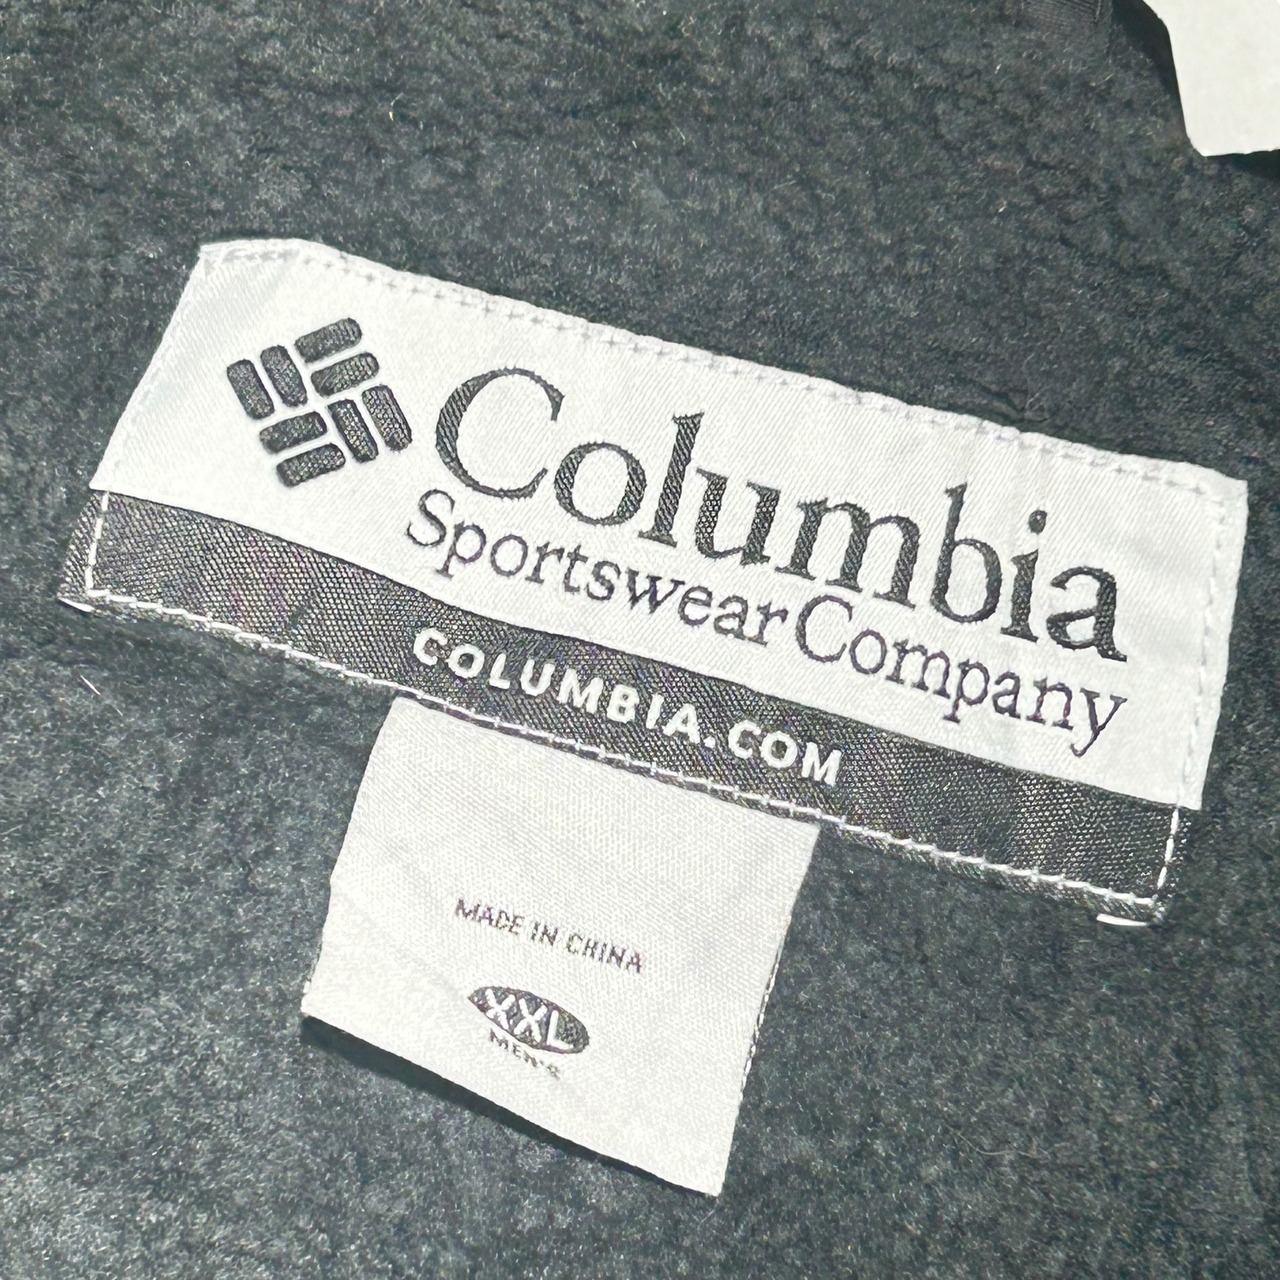 Columbia
Sportswear Company
COLUMBIA.COM
MADE IN CHINA
XXL
MEN'S